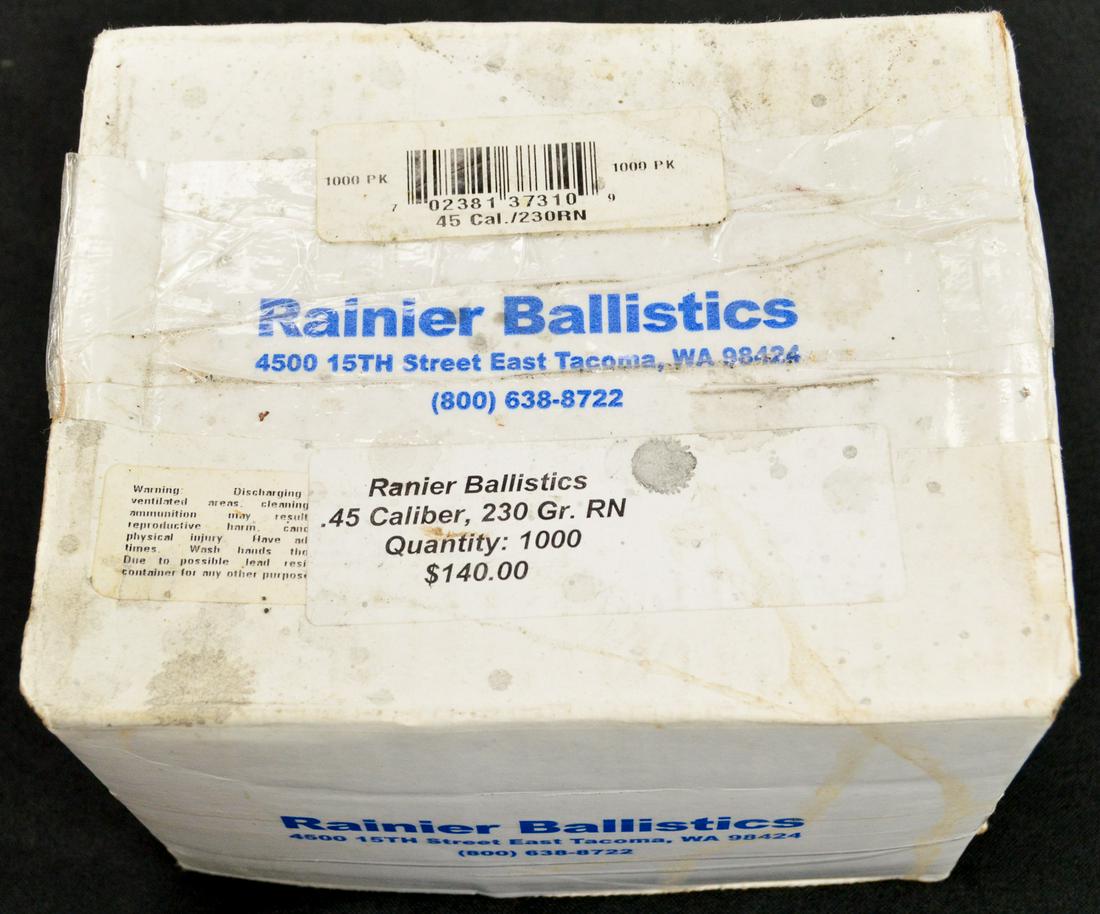 1000 PK
1000 PK
7 02381 37310 9
45 Cal./230RN
Rainier Ballistics
4500 15TH Street East Tacoma, WA 98424
(800) 638-8722
Warning: Discharging
ventilated areas, cleaning
ammunition may result
reproductive harm, canc
physical injury. Have ad
times. Wash hands tho
Due to possible lead resi
container for any other purpose
Ranier Ballistics
.45 Caliber, 230 Gr. RN
Quantity: 1000
$140.00
Rainier Ballistics
4500 15TH Street East Tacoma, WA 98424
(800) 638-8722